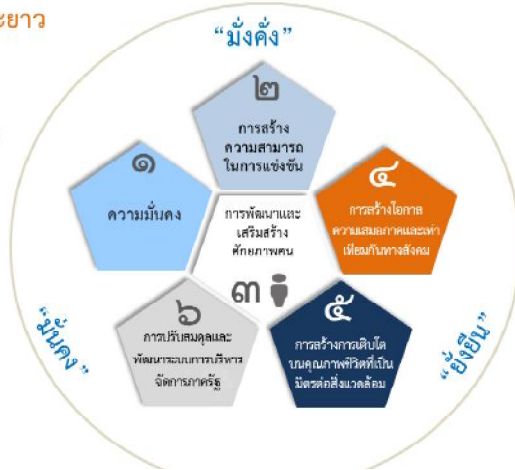 ะยาว
“มั่งคั่ง”
๒
การสร้าง
ความสามารถ
ในการแข่งขัน
๑
ความมั่นคง
๔
การสร้างโอกาส
ความเสมอภาคและเท่า
เทียมกันทางสังคม
การพัฒนาและ
เสริมสร้าง
ศักยภาพคน
๓
๖
การปรับสมดุลและ
พัฒนาระบบการบริหาร
จัดการภาครัฐ
๕
การสร้างการเติบโต
บนคุณภาพชีวิตที่เป็น
มิตรต่อสิ่งแวดล้อม
“มั่นคง”
“ยั่งยืน”